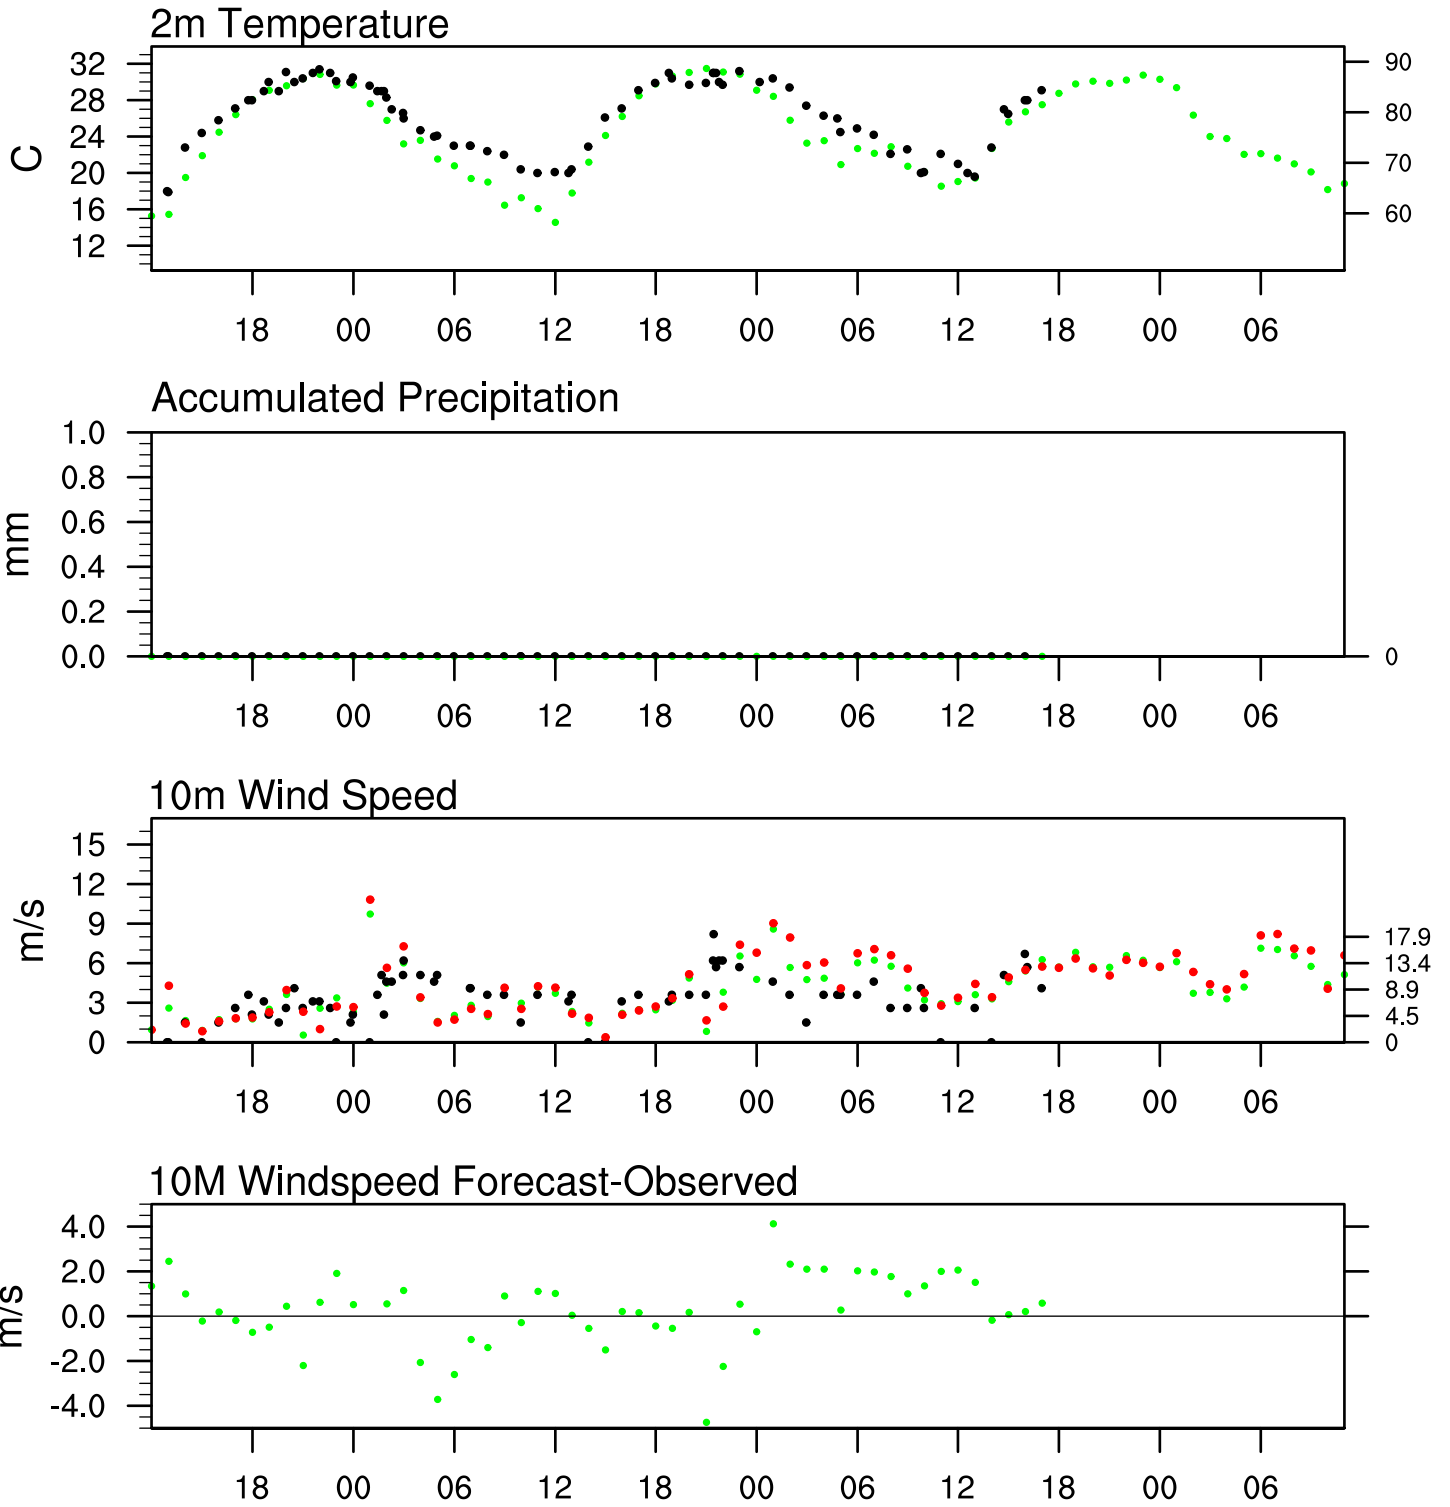 2m Temperature
32
28
24
20
16
12
C
90
80
70
60
18 00 06 12 18 00 06 12 18 00 06
Accumulated Precipitation
1.0
0.8
0.6
0.4
0.2
0.0
mm
0
18 00 06 12 18 00 06 12 18 00 06
10m Wind Speed
15
12
9
6
3
0
m/s
17.9
13.4
8.9
4.5
0
18 00 06 12 18 00 06 12 18 00 06
10M Windspeed Forecast-Observed
4.0
2.0
0.0
-2.0
-4.0
m/s
18 00 06 12 18 00 06 12 18 00 06